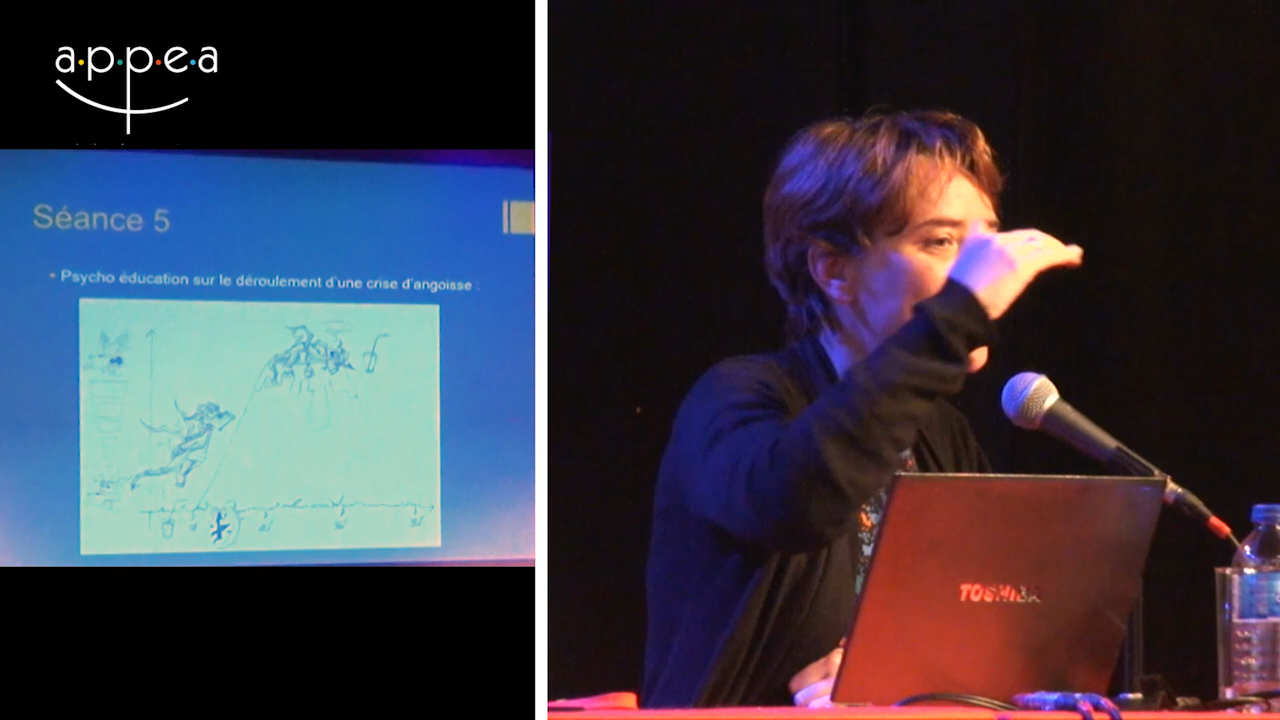 a·p·p·e·a
Séance 5
Psycho éducation sur le déroulement d'une crise d'angoisse :
TOSHIBA